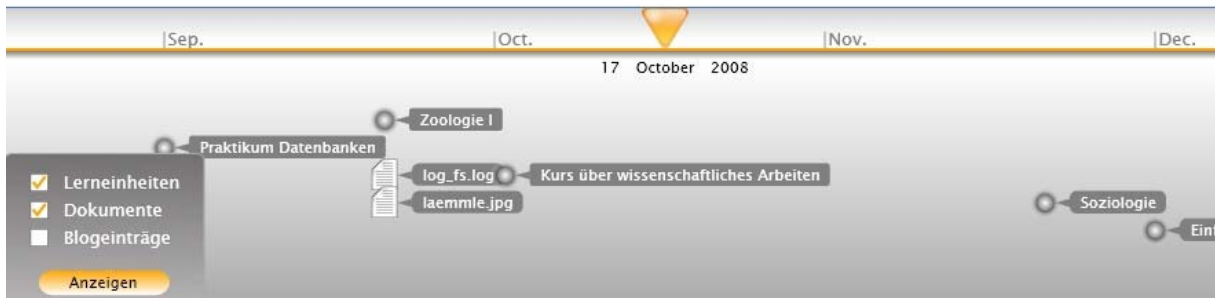 |Sep. |Oct. |Nov. |Dec.
17 October 2008
Zoologie I
Praktikum Datenbanken
log_fs.log Kurs über wissenschaftliches Arbeiten
laemmle.jpg
Soziologie
Lerneinheiten
Dokumente
Blogeinträge
Anzeigen